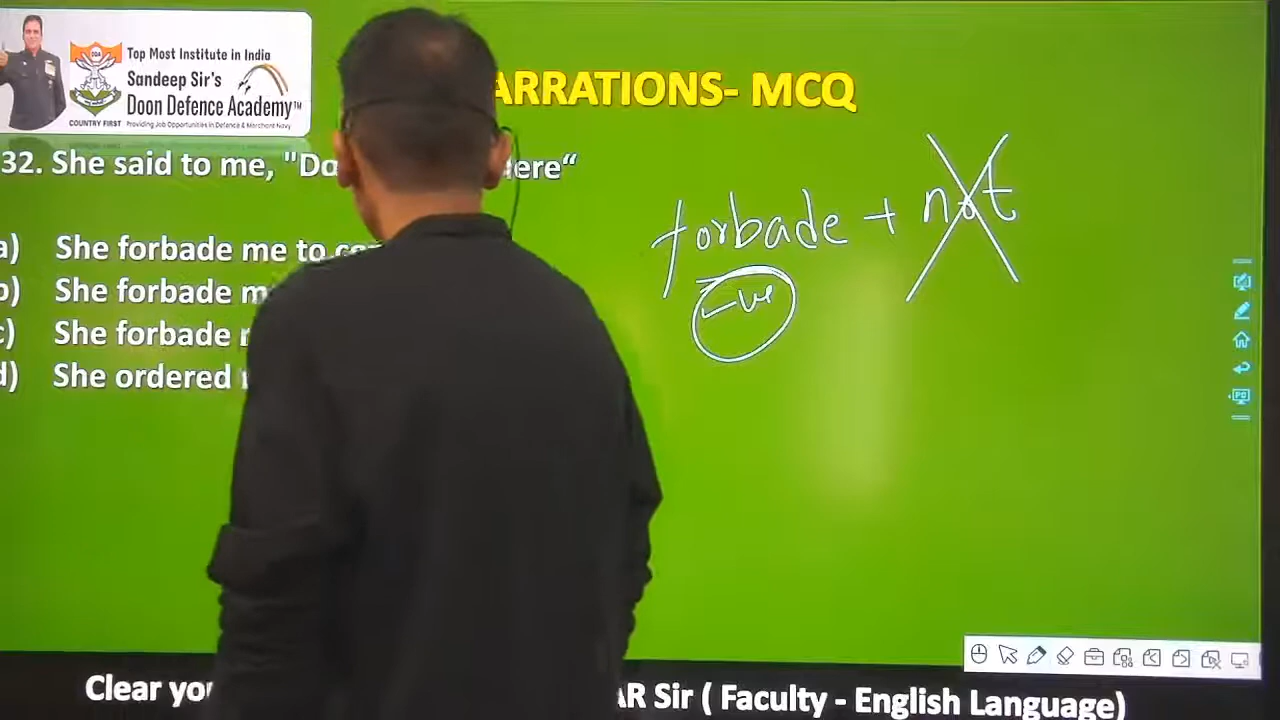 Top Most Institute in India
Sandeep Sir's
Doon Defence Academy™
COUNTRY FIRST
Providing Job Opportunities in Defence & Merchant Navy
ARRATIONS- MCQ
32. She said to me, "Do ere“
a) She forbade me to co
b) She forbade m
c) She forbade
d) She ordered
forbade + not
-ve
Clear you AR Sir ( Faculty - English Language)